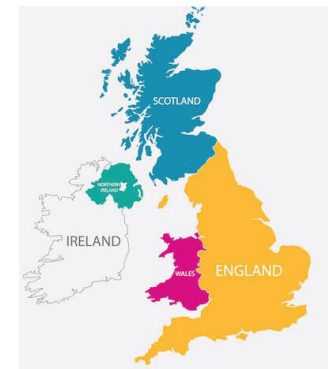 SCOTLAND
NORTHERN
IRELAND
IRELAND
WALES
ENGLAND